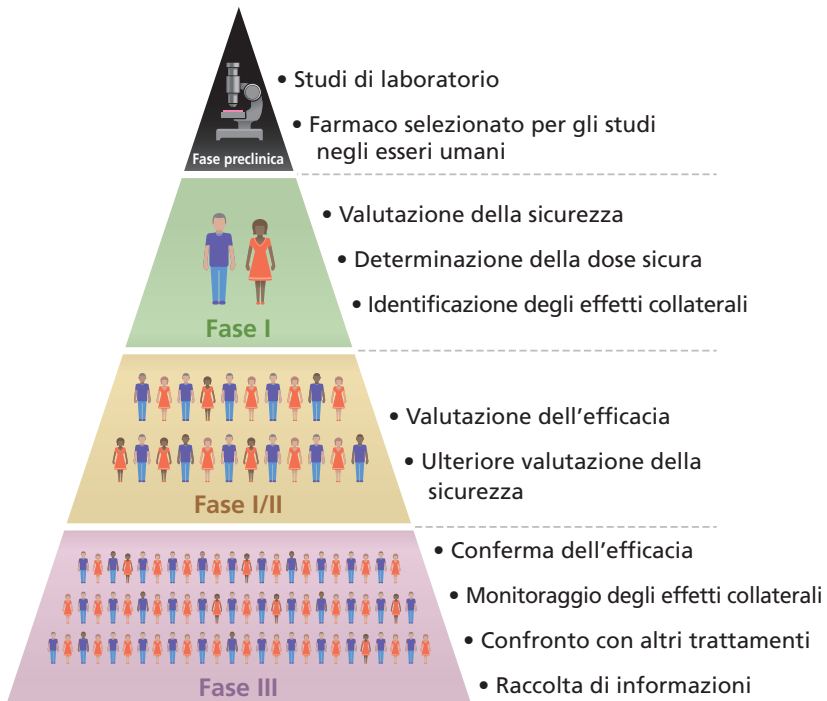 • Studi di laboratorio
• Farmaco selezionato per gli studi
negli esseri umani
Fase preclinica
• Valutazione della sicurezza
• Determinazione della dose sicura
• Identificazione degli effetti collaterali
Fase I
• Valutazione dell’efficacia
• Ulteriore valutazione della
sicurezza
Fase I/II
• Conferma dell’efficacia
• Monitoraggio degli effetti collaterali
• Confronto con altri trattamenti
• Raccolta di informazioni
Fase III